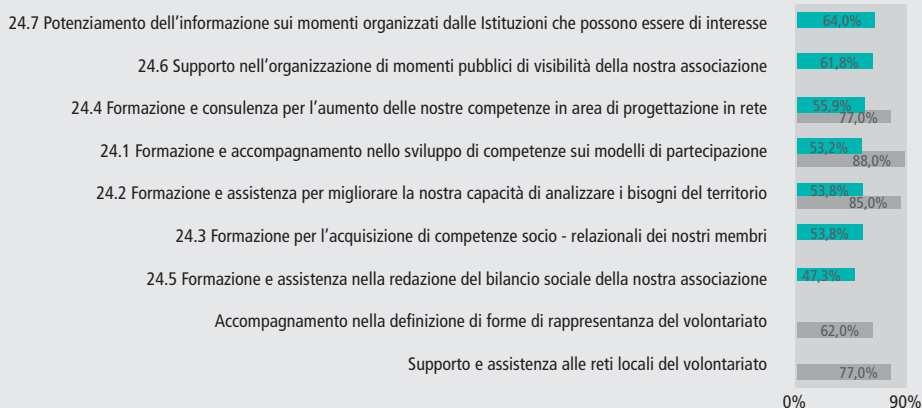 24.7 Potenziamento dell'informazione sui momenti organizzati dalle Istituzioni che possono essere di interesse
64,0%
24.6 Supporto nell'organizzazione di momenti pubblici di visibilità della nostra associazione
61,8%
24.4 Formazione e consulenza per l'aumento delle nostre competenze in area di progettazione in rete
55,9%
77,0%
24.1 Formazione e accompagnamento nello sviluppo di competenze sui modelli di partecipazione
53,2%
88,0%
24.2 Formazione e assistenza per migliorare la nostra capacità di analizzare i bisogni del territorio
53,8%
85,0%
24.3 Formazione per l'acquisizione di competenze socio - relazionali dei nostri membri
53,8%
24.5 Formazione e assistenza nella redazione del bilancio sociale della nostra associazione
47,3%
Accompagnamento nella definizione di forme di rappresentanza del volontariato
62,0%
Supporto e assistenza alle reti locali del volontariato
77,0%
0% 90%